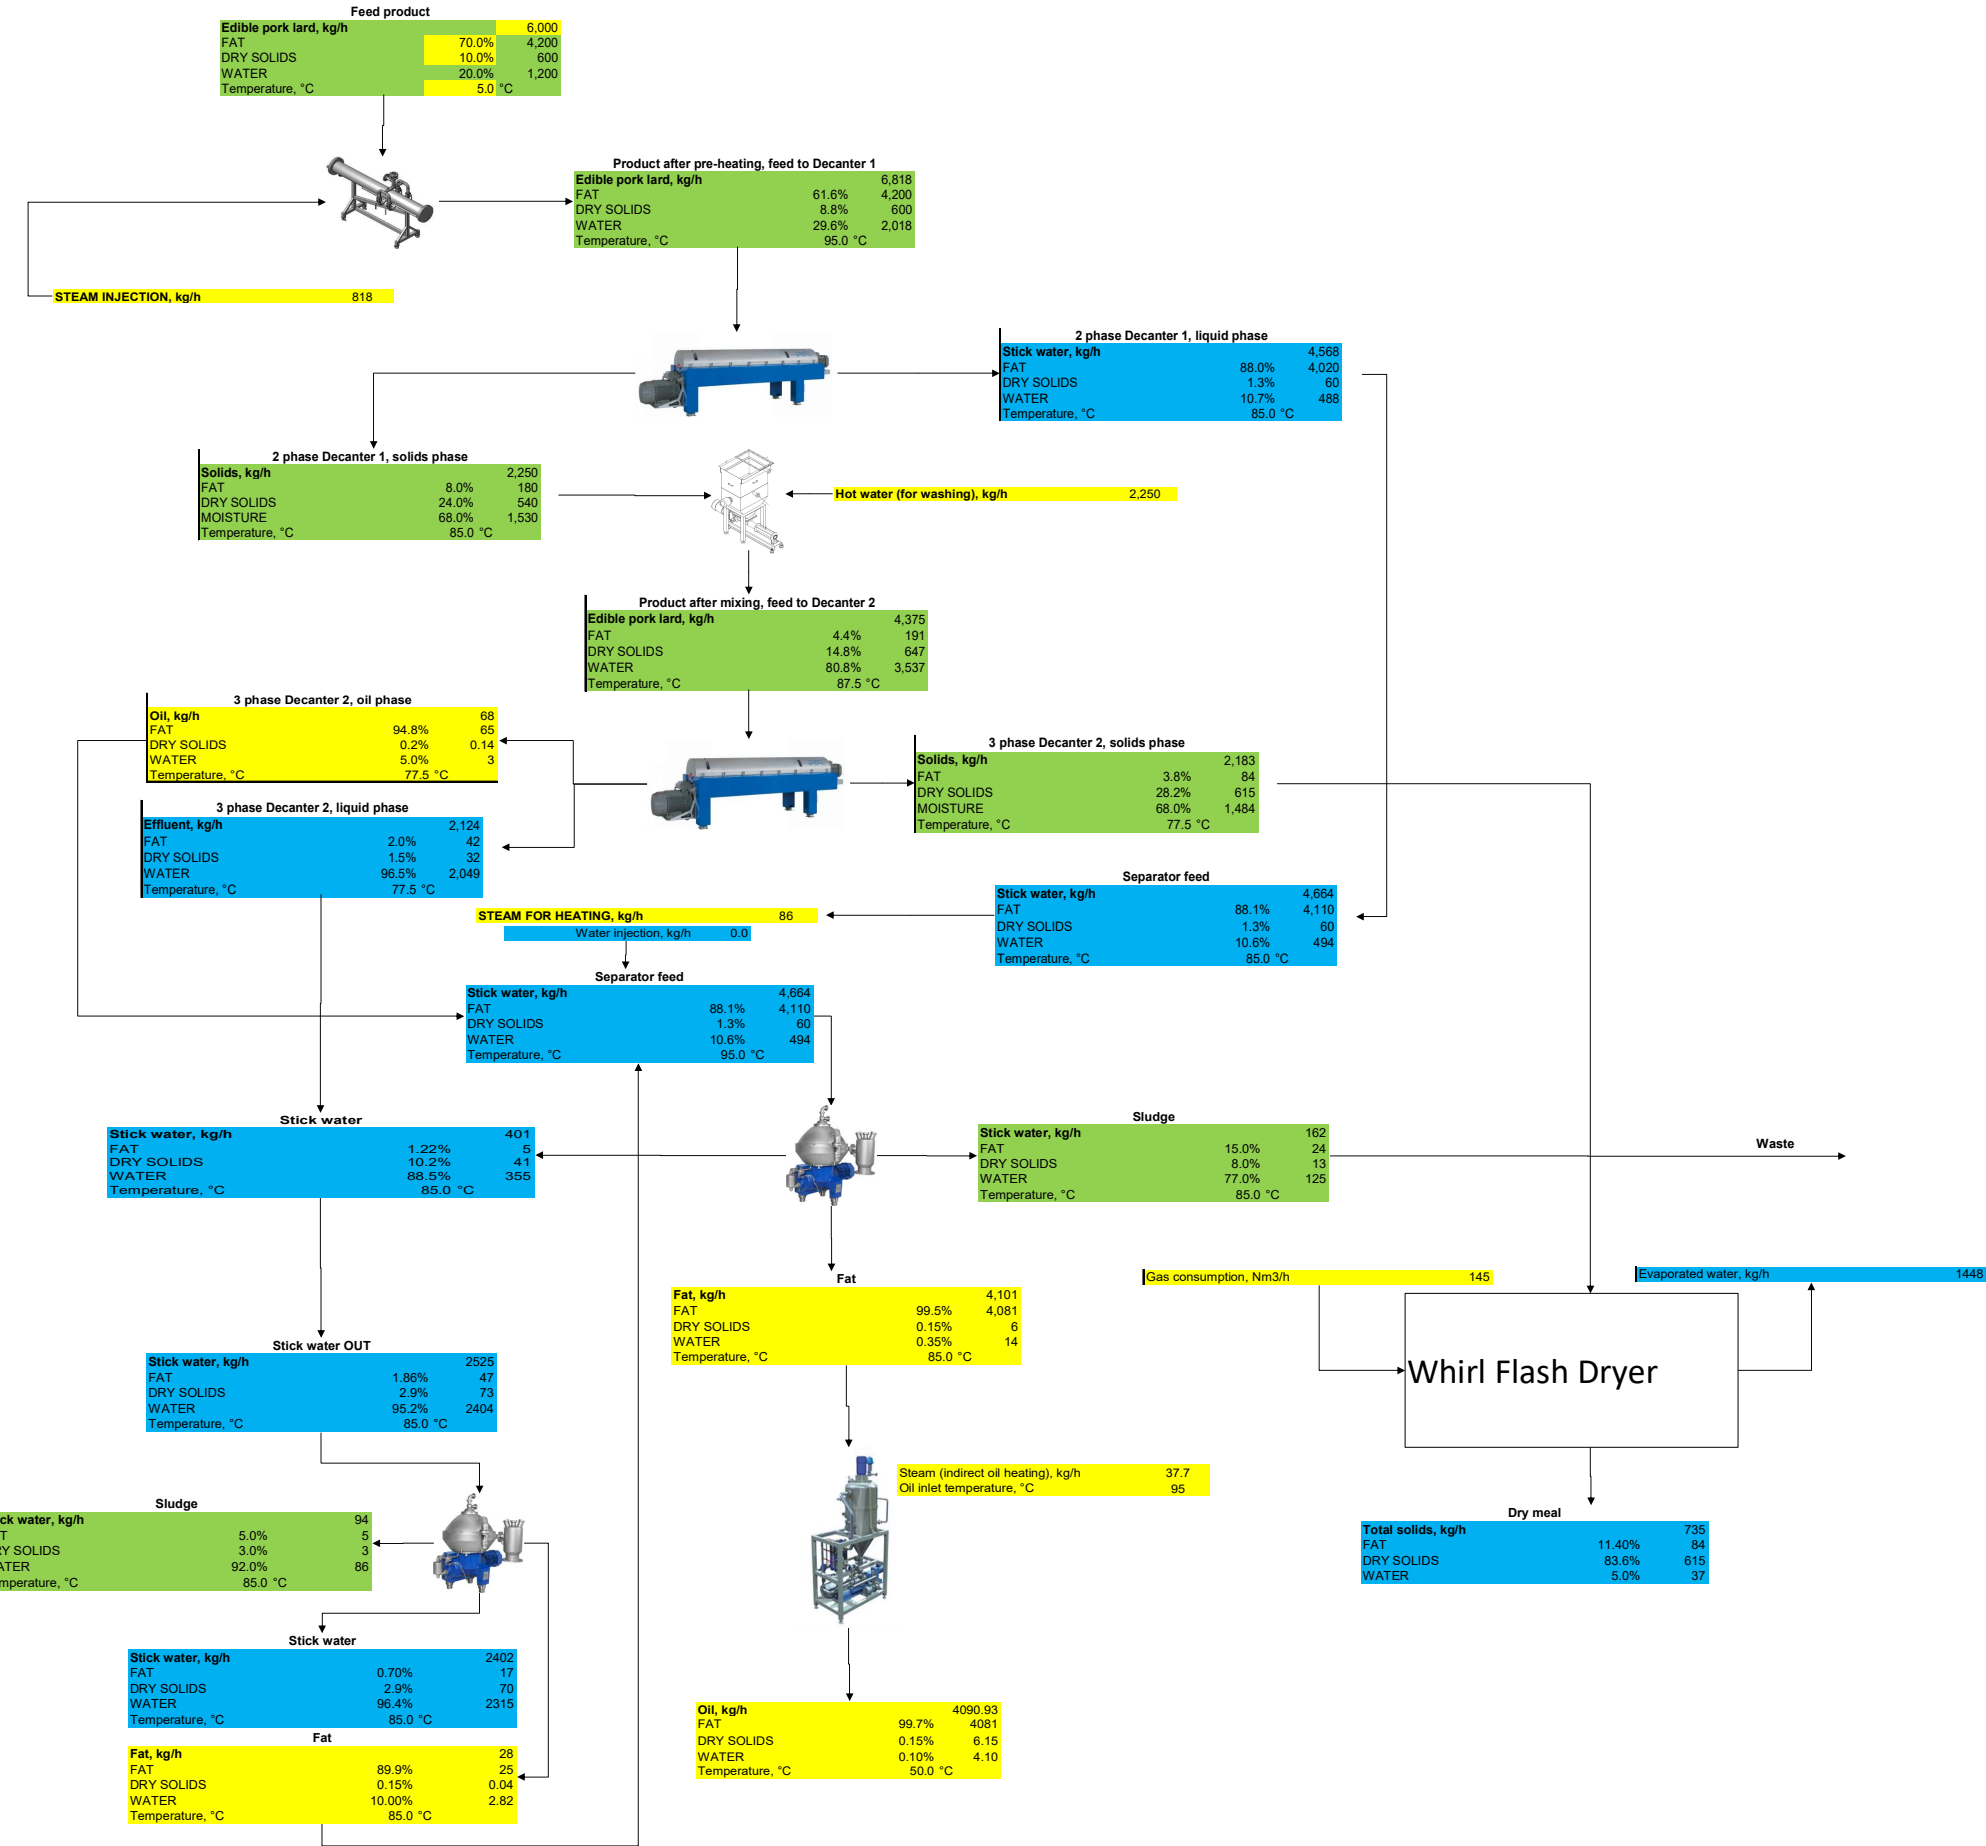 Feed product
Edible pork lard, kg/h 6,000
FAT 70.0% 4,200
DRY SOLIDS 10.0% 600
WATER 20.0% 1,200
Temperature, °C 5.0 °C
Product after pre-heating, feed to Decanter 1
Edible pork lard, kg/h 6,818
FAT 61.6% 4,200
DRY SOLIDS 8.8% 600
WATER 29.6% 2,018
Temperature, °C 95.0 °C
STEAM INJECTION, kg/h 818
2 phase Decanter 1, liquid phase
Stick water, kg/h 4,568
FAT 88.0% 4,020
DRY SOLIDS 1.3% 60
WATER 10.7% 488
Temperature, °C 85.0 °C
2 phase Decanter 1, solids phase
Solids, kg/h 2,250
FAT 8.0% 180
DRY SOLIDS 24.0% 540
MOISTURE 68.0% 1,530
Temperature, °C 85.0 °C
Hot water (for washing), kg/h 2,250
Product after mixing, feed to Decanter 2
Edible pork lard, kg/h 4,375
FAT 4.4% 191
DRY SOLIDS 14.8% 647
WATER 80.8% 3,537
Temperature, °C 87.5 °C
3 phase Decanter 2, oil phase
Oil, kg/h 68
FAT 94.8% 65
DRY SOLIDS 0.2% 0.14
WATER 5.0% 3
Temperature, °C 77.5 °C
3 phase Decanter 2, solids phase
Solids, kg/h 2,183
FAT 3.8% 84
DRY SOLIDS 28.2% 615
MOISTURE 68.0% 1,484
Temperature, °C 77.5 °C
3 phase Decanter 2, liquid phase
Effluent, kg/h 2,124
FAT 2.0% 42
DRY SOLIDS 1.5% 32
WATER 96.5% 2,049
Temperature, °C 77.5 °C
Separator feed
Stick water, kg/h 4,664
FAT 88.1% 4,110
DRY SOLIDS 1.3% 60
WATER 10.6% 494
Temperature, °C 85.0 °C
STEAM FOR HEATING, kg/h 86
Water injection, kg/h 0.0
Separator feed
Stick water, kg/h 4,664
FAT 88.1% 4,110
DRY SOLIDS 1.3% 60
WATER 10.6% 494
Temperature, °C 95.0 °C
Stick water
Stick water, kg/h 401
FAT 1.22% 5
DRY SOLIDS 10.2% 41
WATER 88.5% 355
Temperature, °C 85.0 °C
Sludge
Stick water, kg/h 162
FAT 15.0% 24
DRY SOLIDS 8.0% 13
WATER 77.0% 125
Temperature, °C 85.0 °C
Waste
Fat
Fat, kg/h 4,101
FAT 99.5% 4,081
DRY SOLIDS 0.15% 6
WATER 0.35% 14
Temperature, °C 85.0 °C
Gas consumption, Nm3/h 145
Evaporated water, kg/h 1448
Whirl Flash Dryer
Stick water OUT
Stick water, kg/h 2525
FAT 1.86% 47
DRY SOLIDS 2.9% 73
WATER 95.2% 2404
Temperature, °C 85.0 °C
Steam (indirect oil heating), kg/h 37.7
Oil inlet temperature, °C 95
Sludge
ck water, kg/h 94
T 5.0% 5
RY SOLIDS 3.0% 3
ATER 92.0% 86
mperature, °C 85.0 °C
Dry meal
Total solids, kg/h 735
FAT 11.40% 84
DRY SOLIDS 83.6% 615
WATER 5.0% 37
Stick water
Stick water, kg/h 2402
FAT 0.70% 17
DRY SOLIDS 2.9% 70
WATER 96.4% 2315
Temperature, °C 85.0 °C
Oil, kg/h 4090.93
FAT 99.7% 4081
DRY SOLIDS 0.15% 6.15
WATER 0.10% 4.10
Temperature, °C 50.0 °C
Fat
Fat, kg/h 28
FAT 89.9% 25
DRY SOLIDS 0.15% 0.04
WATER 10.00% 2.82
Temperature, °C 85.0 °C